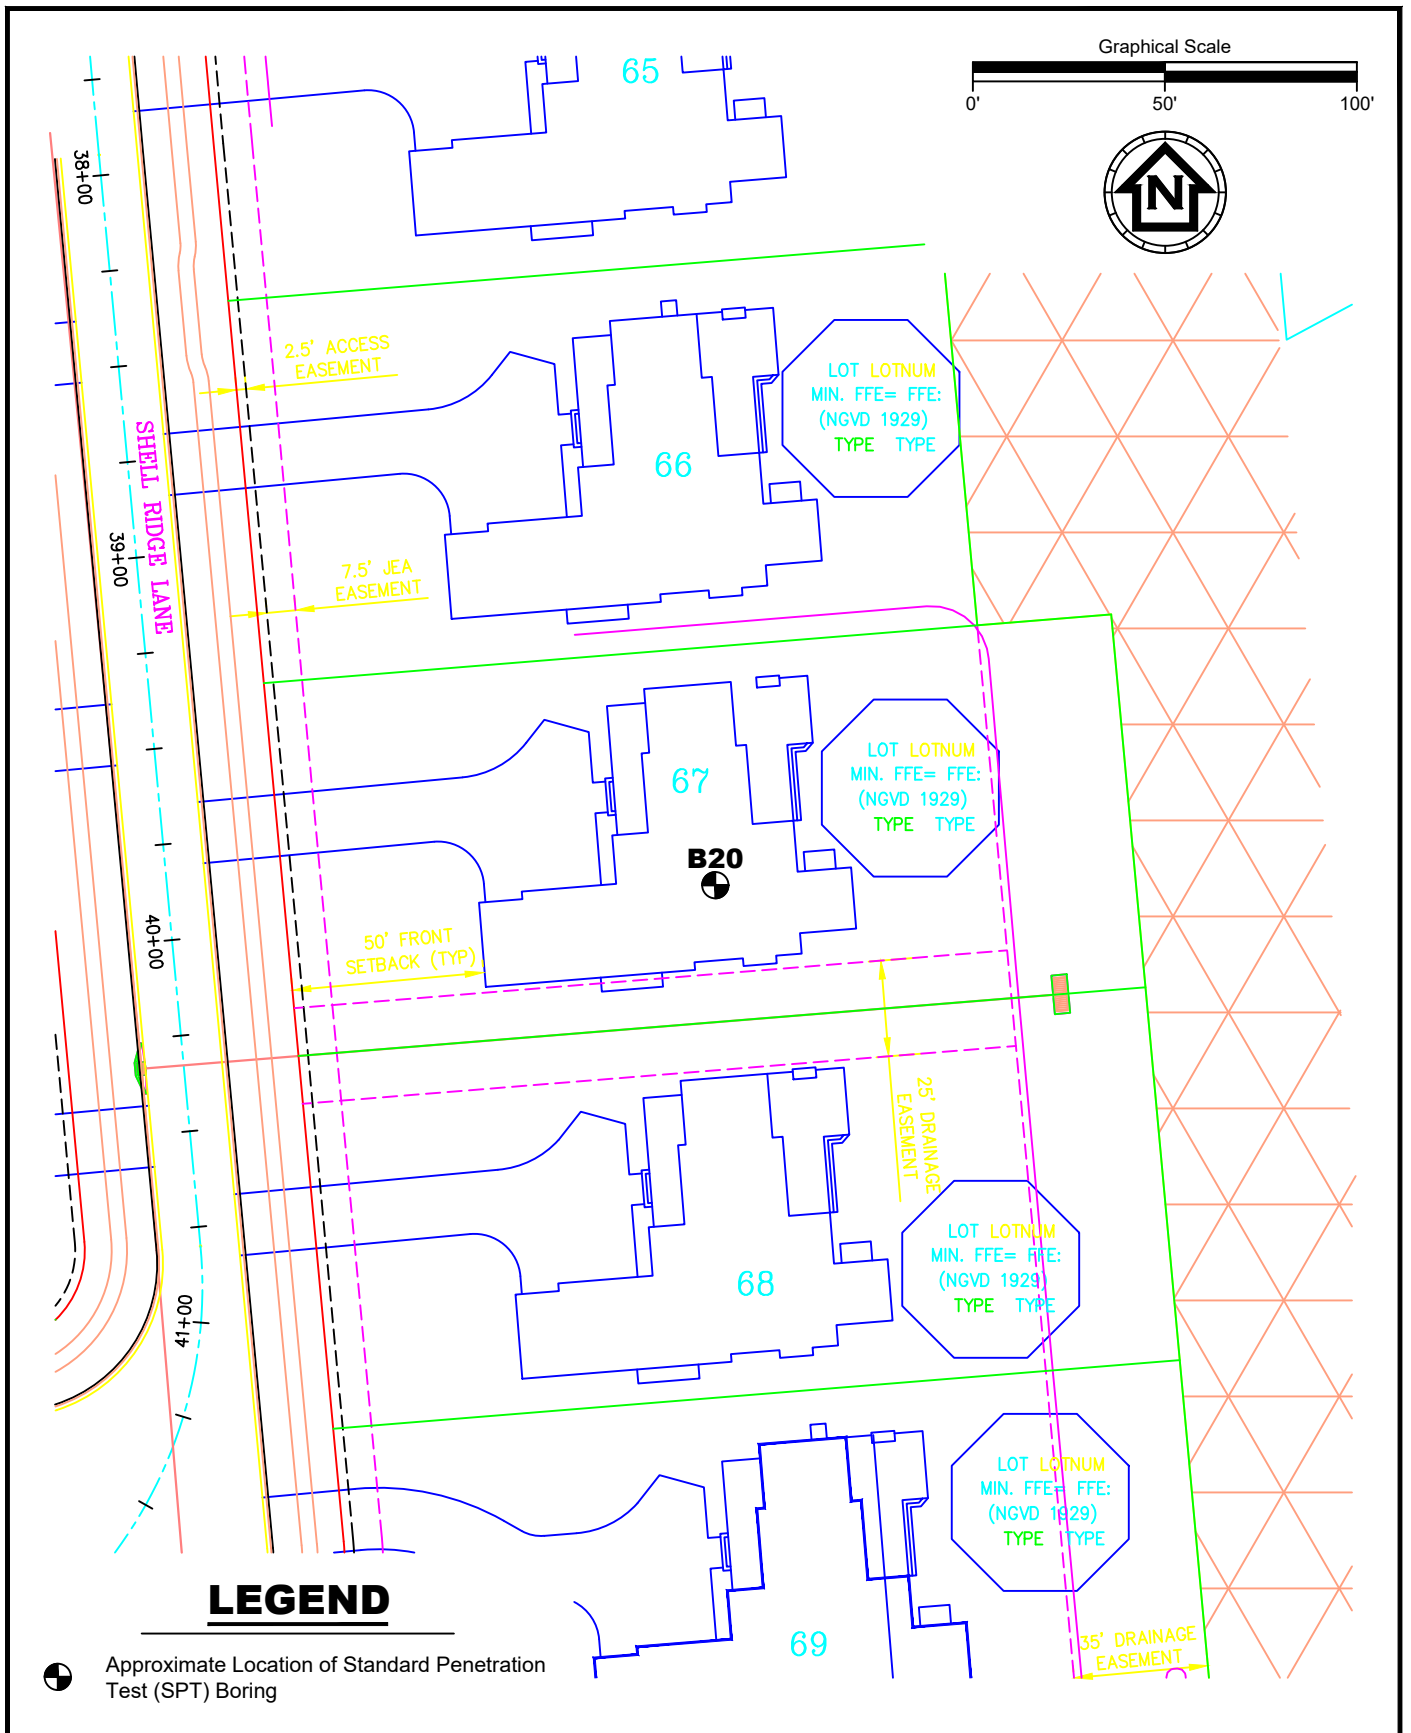 Graphical Scale
0' 50' 100'
N
65
38+00
2.5' ACCESS
EASEMENT
LOT LOTNUM
MIN. FFE= FFE:
(NGVD 1929)
TYPE TYPE
66
SHELL RIDGE LANE
39+00
7.5' JEA
EASEMENT
67
LOT LOTNUM
MIN. FFE= FFE:
(NGVD 1929)
TYPE TYPE
B20
40+00
50' FRONT
SETBACK (TYP)
25' DRAINAGE
EASEMENT
LOT LOTNUM
MIN. FFE= FFE:
(NGVD 1929)
TYPE TYPE
68
41+00
LOT LOTNUM
MIN. FFE= FFE:
(NGVD 1929)
TYPE TYPE
69
35' DRAINAGE
EASEMENT
LEGEND
Approximate Location of Standard Penetration
Test (SPT) Boring